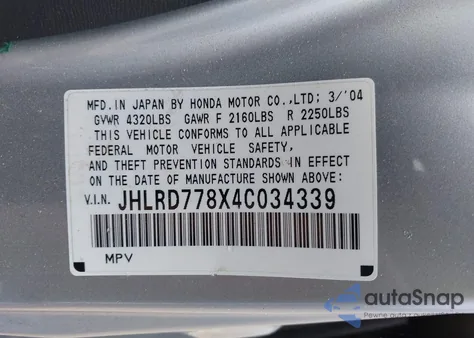 MFD.IN JAPAN BY HONDA MOTOR CO.,LTD; 3/'04
GVWR 4320LBS GAWR F 2160LBS R 2250LBS
THIS VEHICLE CONFORMS TO ALL APPLICABLE
FEDERAL MOTOR VEHICLE SAFETY,
AND THEFT PREVENTION STANDARDS IN EFFECT
ON THE DATE OF MANUFACTURE SHOWN ABOVE.
V.I.N. JHLRD778X4C034339
MPV
autoSnap
Pewne auta z